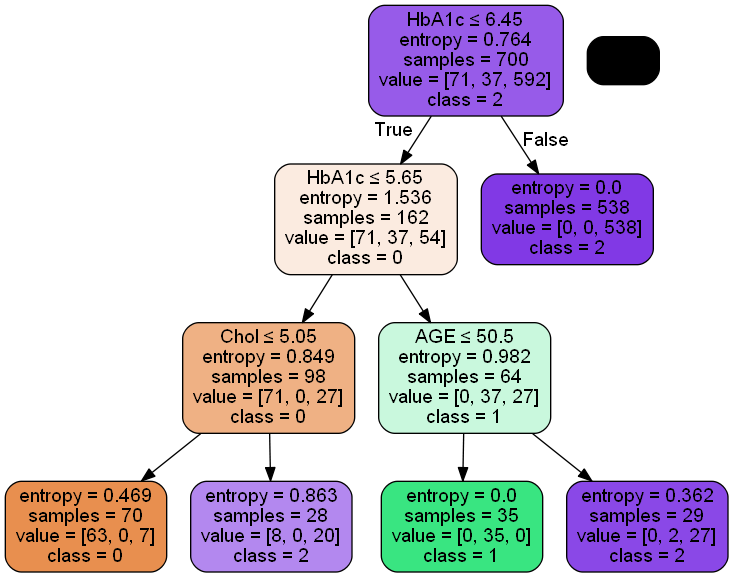 HbA1c ≤ 6.45
entropy = 0.764
samples = 700
value = [71, 37, 592]
class = 2
True
False
HbA1c ≤ 5.65
entropy = 1.536
samples = 162
value = [71, 37, 54]
class = 0
entropy = 0.0
samples = 538
value = [0, 0, 538]
class = 2
Chol ≤ 5.05
entropy = 0.849
samples = 98
value = [71, 0, 27]
class = 0
AGE ≤ 50.5
entropy = 0.982
samples = 64
value = [0, 37, 27]
class = 1
entropy = 0.469
samples = 70
value = [63, 0, 7]
class = 0
entropy = 0.863
samples = 28
value = [8, 0, 20]
class = 2
entropy = 0.0
samples = 35
value = [0, 35, 0]
class = 1
entropy = 0.362
samples = 29
value = [0, 2, 27]
class = 2